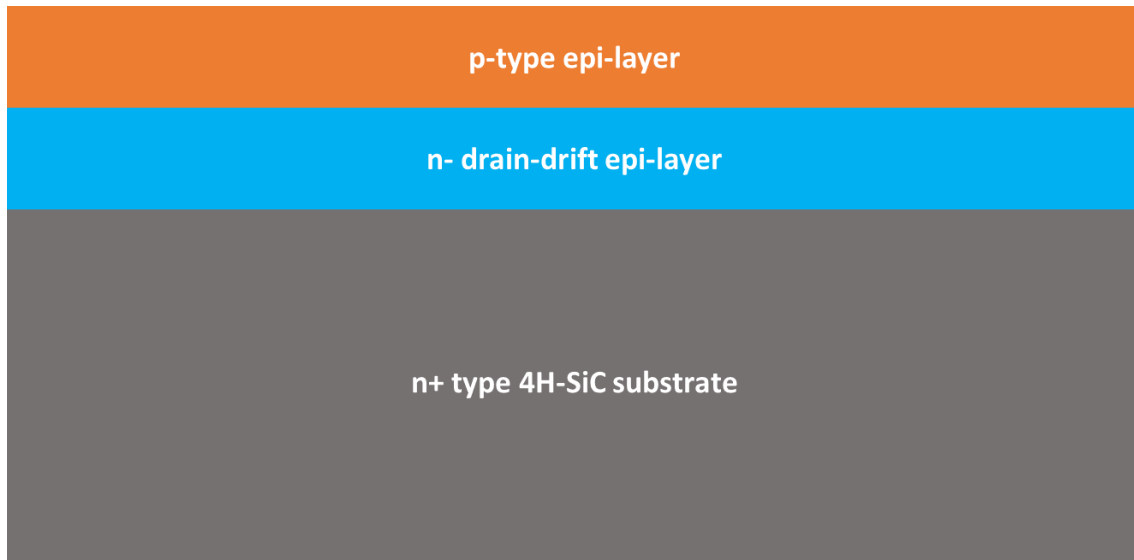 p-type epi-layer
n- drain-drift epi-layer
n+ type 4H-SiC substrate